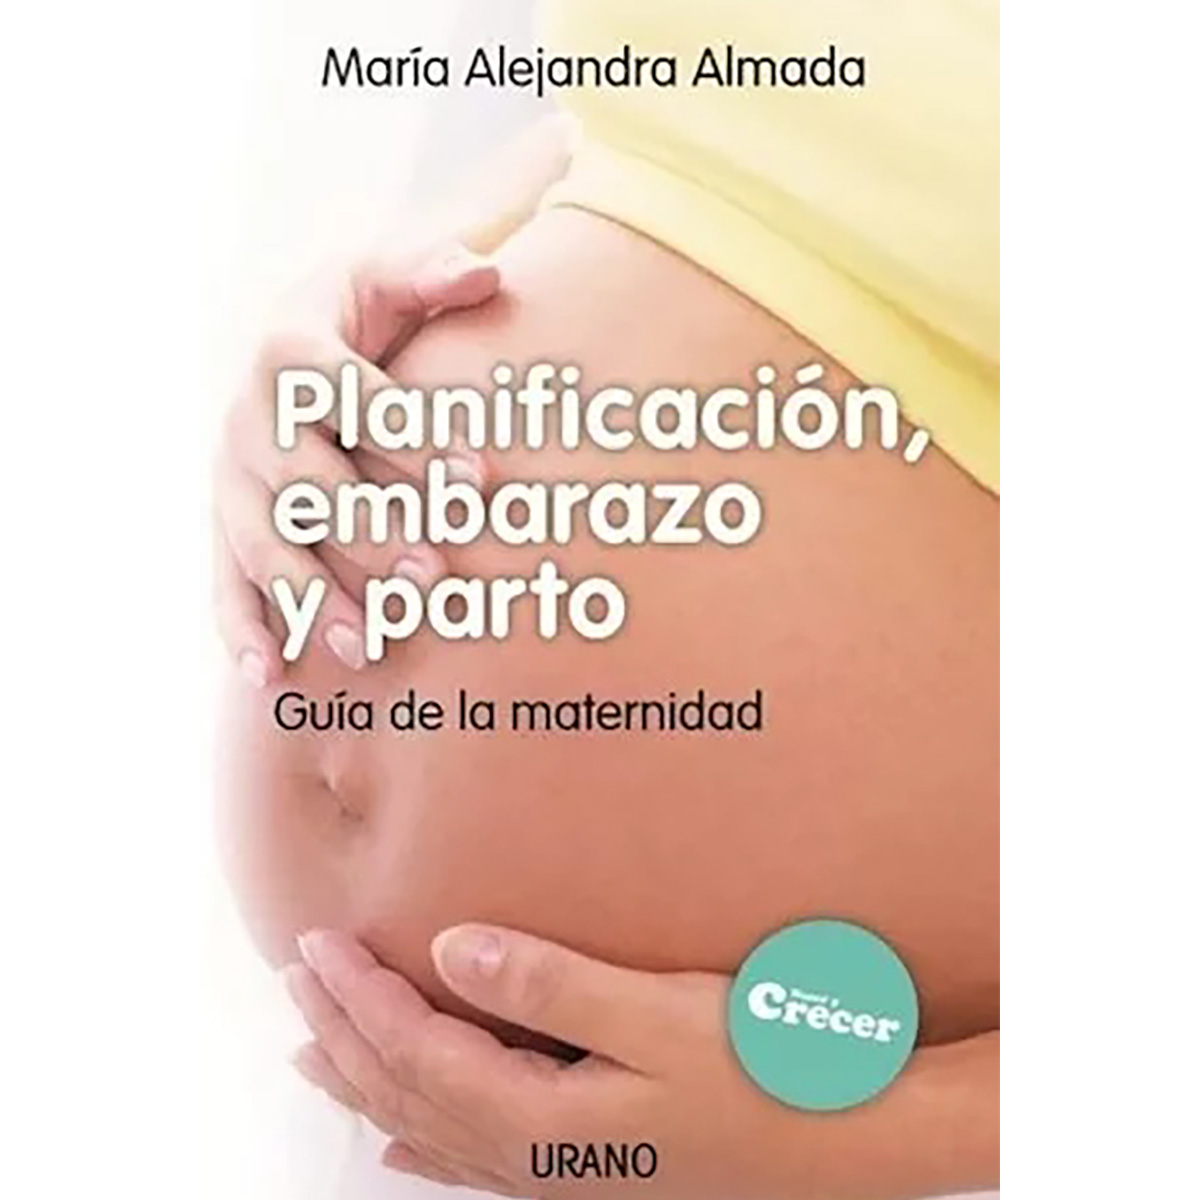 María Alejandra Almada
Planificación,
embarazo
y parto
Guía de la maternidad
Crecer
URANO